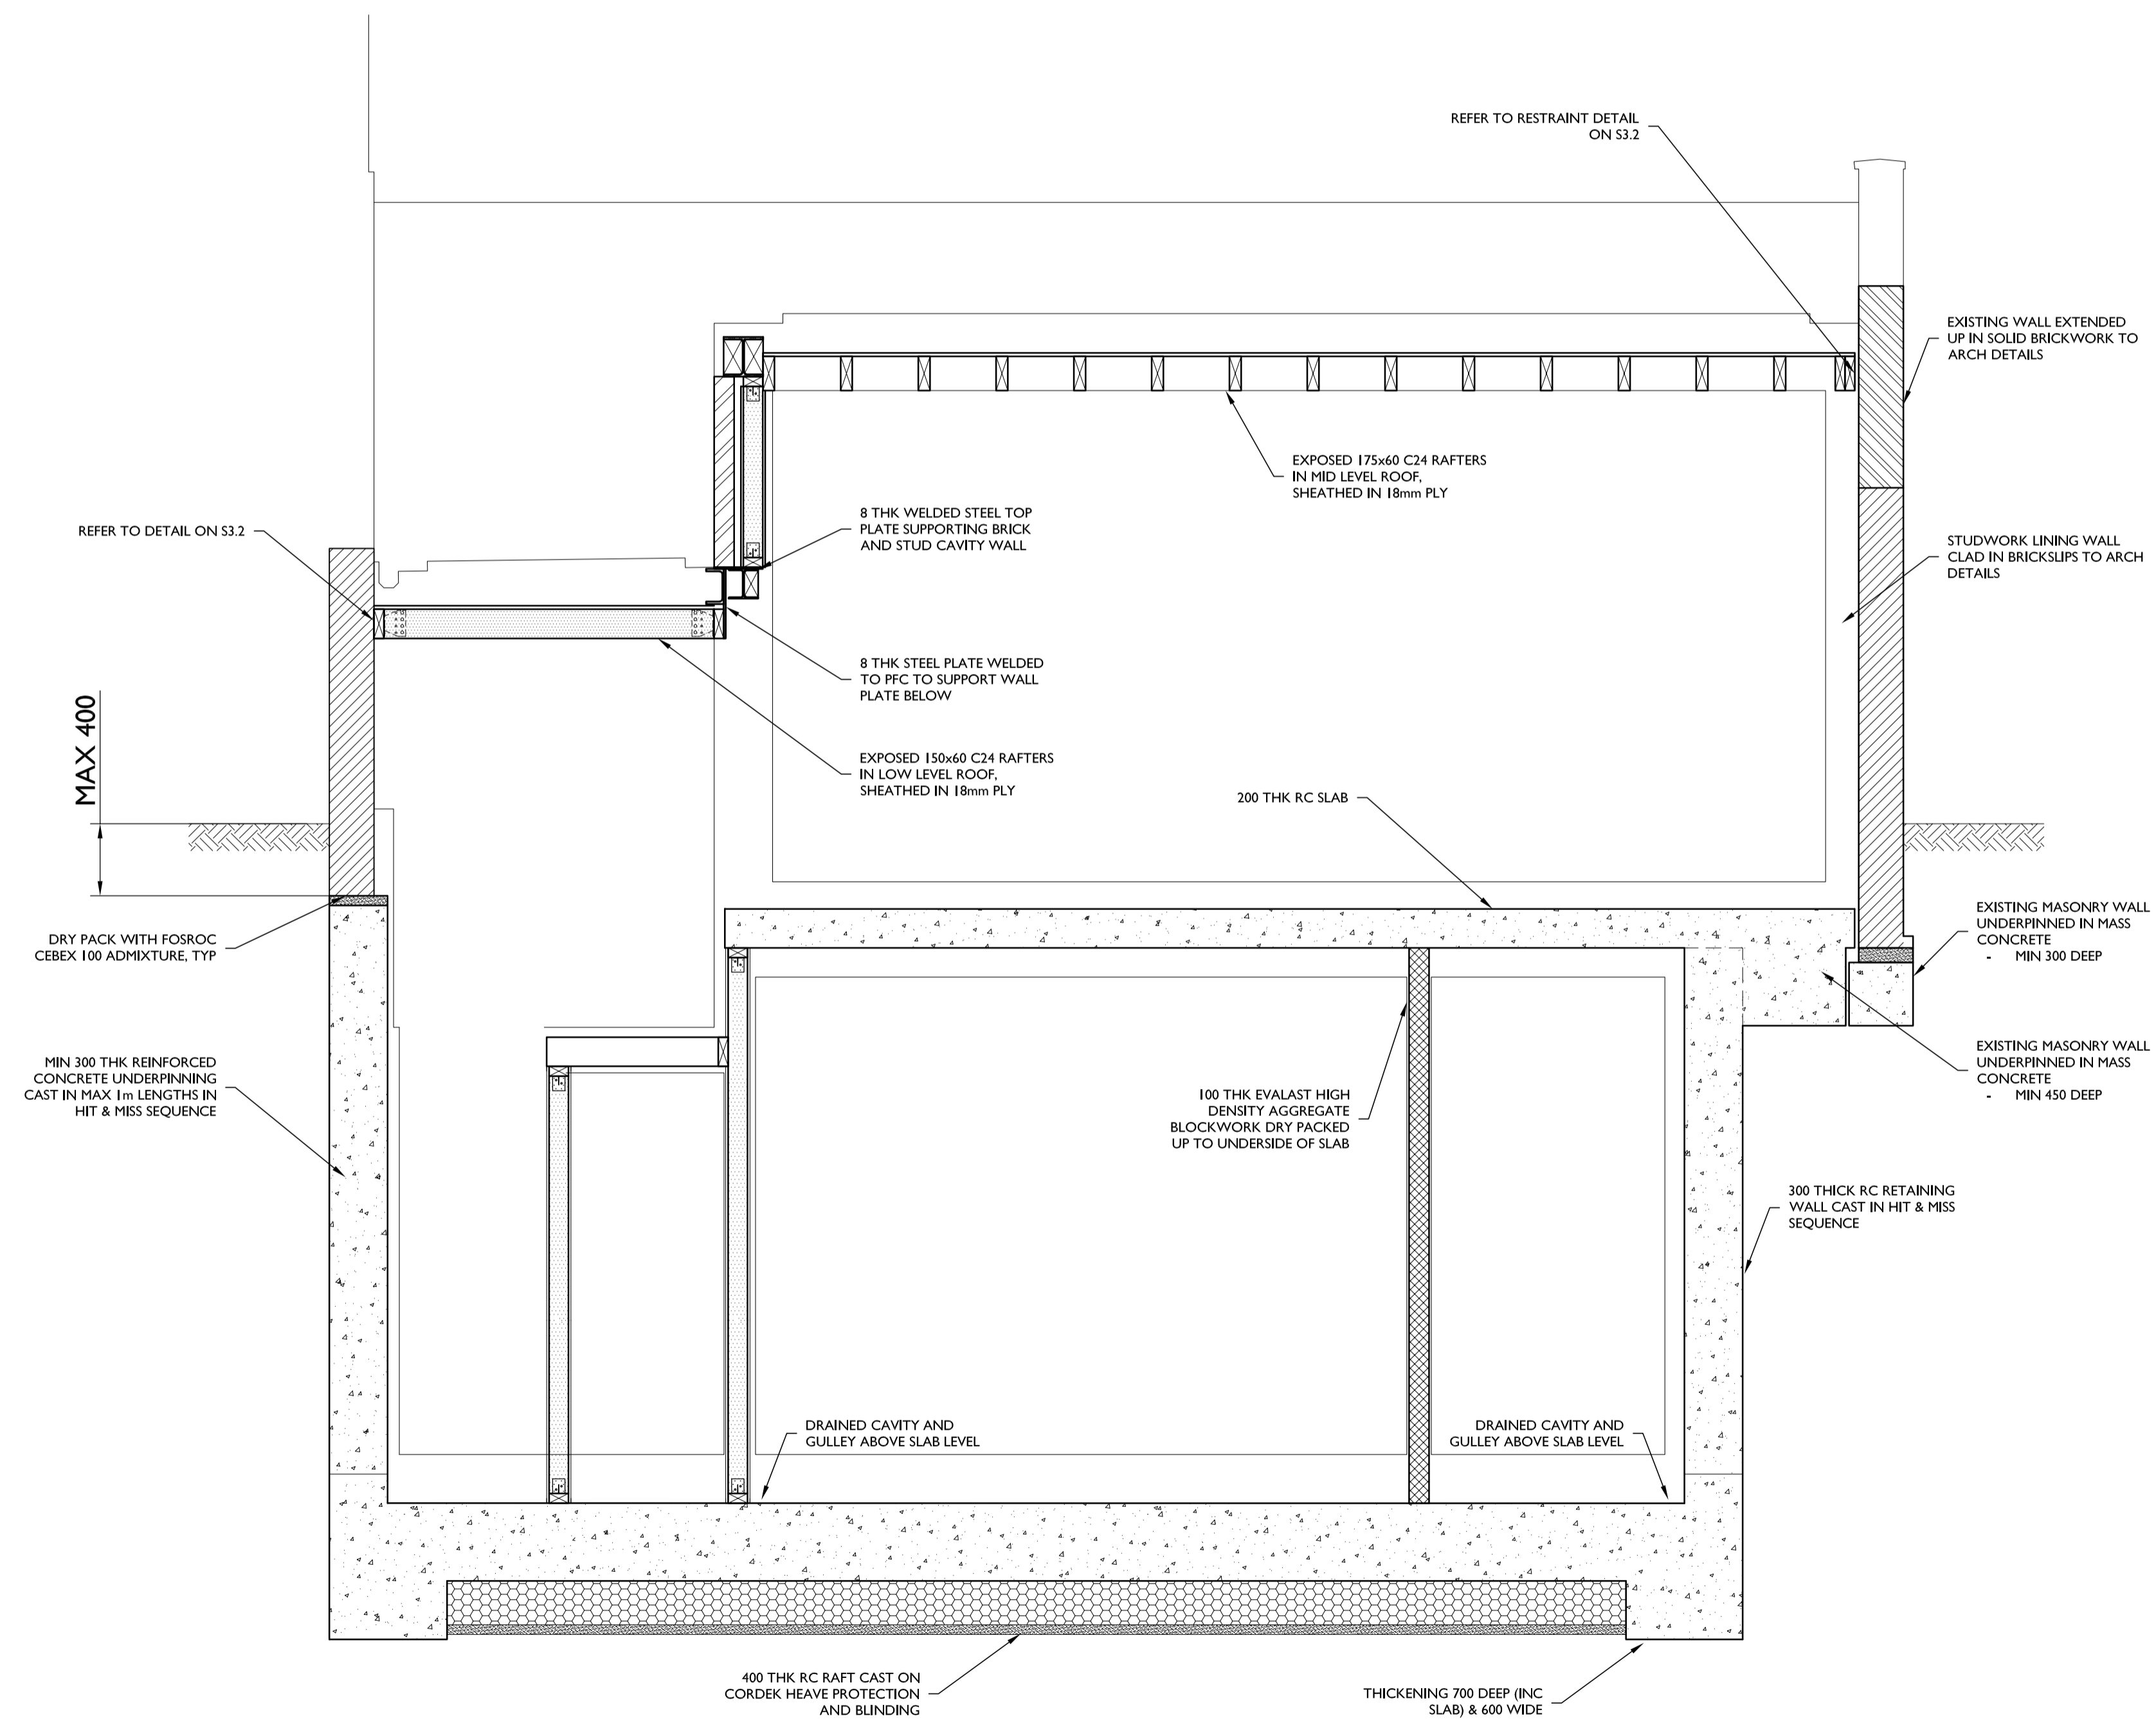 REFER TO RESTRAINT DETAIL
ON S3.2
EXISTING WALL EXTENDED
UP IN SOLID BRICKWORK TO
ARCH DETAILS
EXPOSED 175x60 C24 RAFTERS
IN MID LEVEL ROOF,
SHEATHED IN 18mm PLY
8 THK WELDED STEEL TOP
PLATE SUPPORTING BRICK
AND STUD CAVITY WALL
REFER TO DETAIL ON S3.2
STUDWORK LINING WALL
CLAD IN BRICKSLIPS TO ARCH
DETAILS
8 THK STEEL PLATE WELDED
TO PFC TO SUPPORT WALL
PLATE BELOW
MAX 400
EXPOSED 150x60 C24 RAFTERS
IN LOW LEVEL ROOF,
SHEATHED IN 18mm PLY
200 THK RC SLAB
DRY PACK WITH FOSROC
CEBEX 100 ADMIXTURE, TYP
EXISTING MASONRY WALL
UNDERPINNED IN MASS
CONCRETE
- MIN 300 DEEP
MIN 300 THK REINFORCED
CONCRETE UNDERPINNING
CAST IN MAX 1m LENGTHS IN
HIT & MISS SEQUENCE
EXISTING MASONRY WALL
UNDERPINNED IN MASS
CONCRETE
- MIN 450 DEEP
100 THK EVALAST HIGH
DENSITY AGGREGATE
BLOCKWORK DRY PACKED
UP TO UNDERSIDE OF SLAB
300 THICK RC RETAINING
WALL CAST IN HIT & MISS
SEQUENCE
DRAINED CAVITY AND
GULLEY ABOVE SLAB LEVEL
DRAINED CAVITY AND
GULLEY ABOVE SLAB LEVEL
400 THK RC RAFT CAST ON
CORDEK HEAVE PROTECTION
AND BLINDING
THICKENING 700 DEEP (INC
SLAB) & 600 WIDE